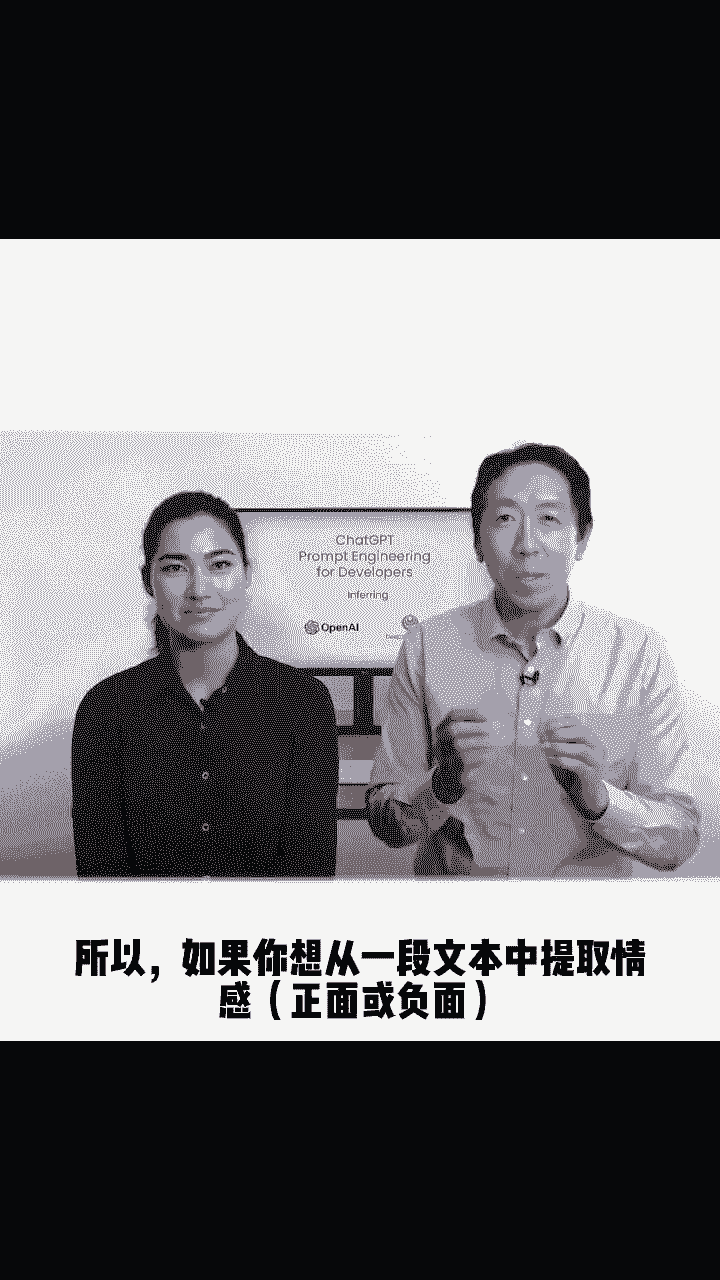 ChatGPT
Prompt Engineering
for Developers
Inferring
OpenAI
所以，如果你想从一段文本中提取情
感（正面或负面）